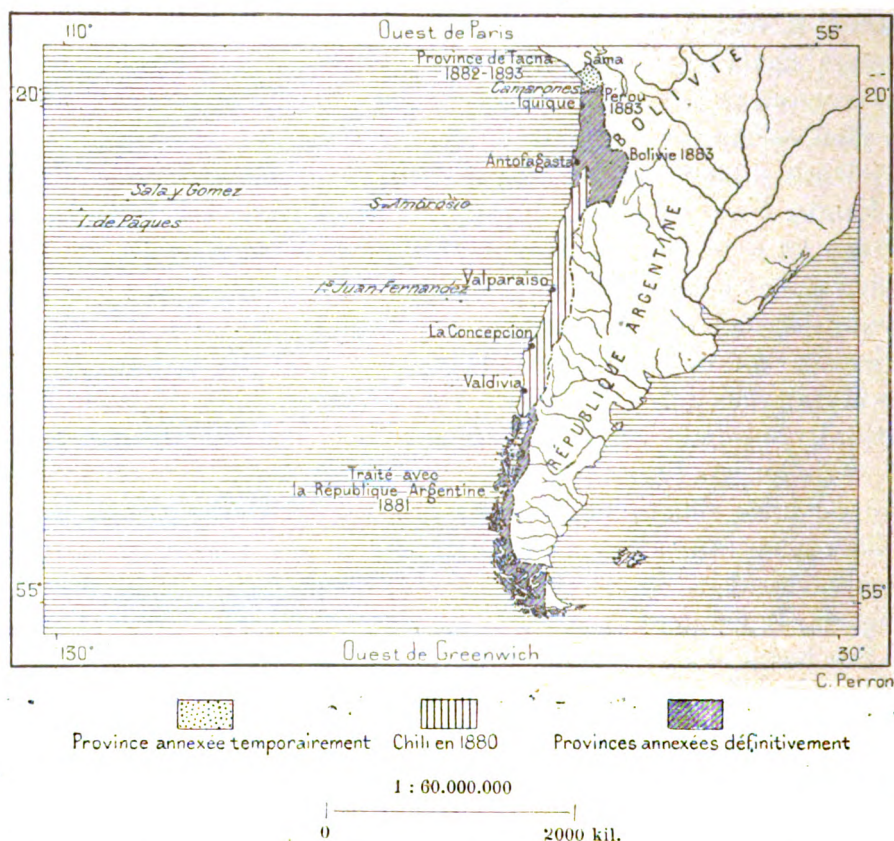 110°
Ouest de Paris
55°
Province de Tacna
1882-1893
Sama
20°
Camarones
Pérou
1883
20°
Iquique
BOLIVIE
Antofagasta
Bolivie 1883
Sala y Gomez
I. de Pâques
S. Ambrosio
Is Juan Fernandez
Valparaiso
La Concepcion
Valdivia
RÉPUBLIQUE ARGENTINE
Traité avec
la République Argentine
1881
55°
55°
130°
Ouest de Greenwich
30°
C. Perron
Province annexée temporairement
Chili en 1880
Provinces annexées définitivement
1 : 60.000.000
0
2000 kil.